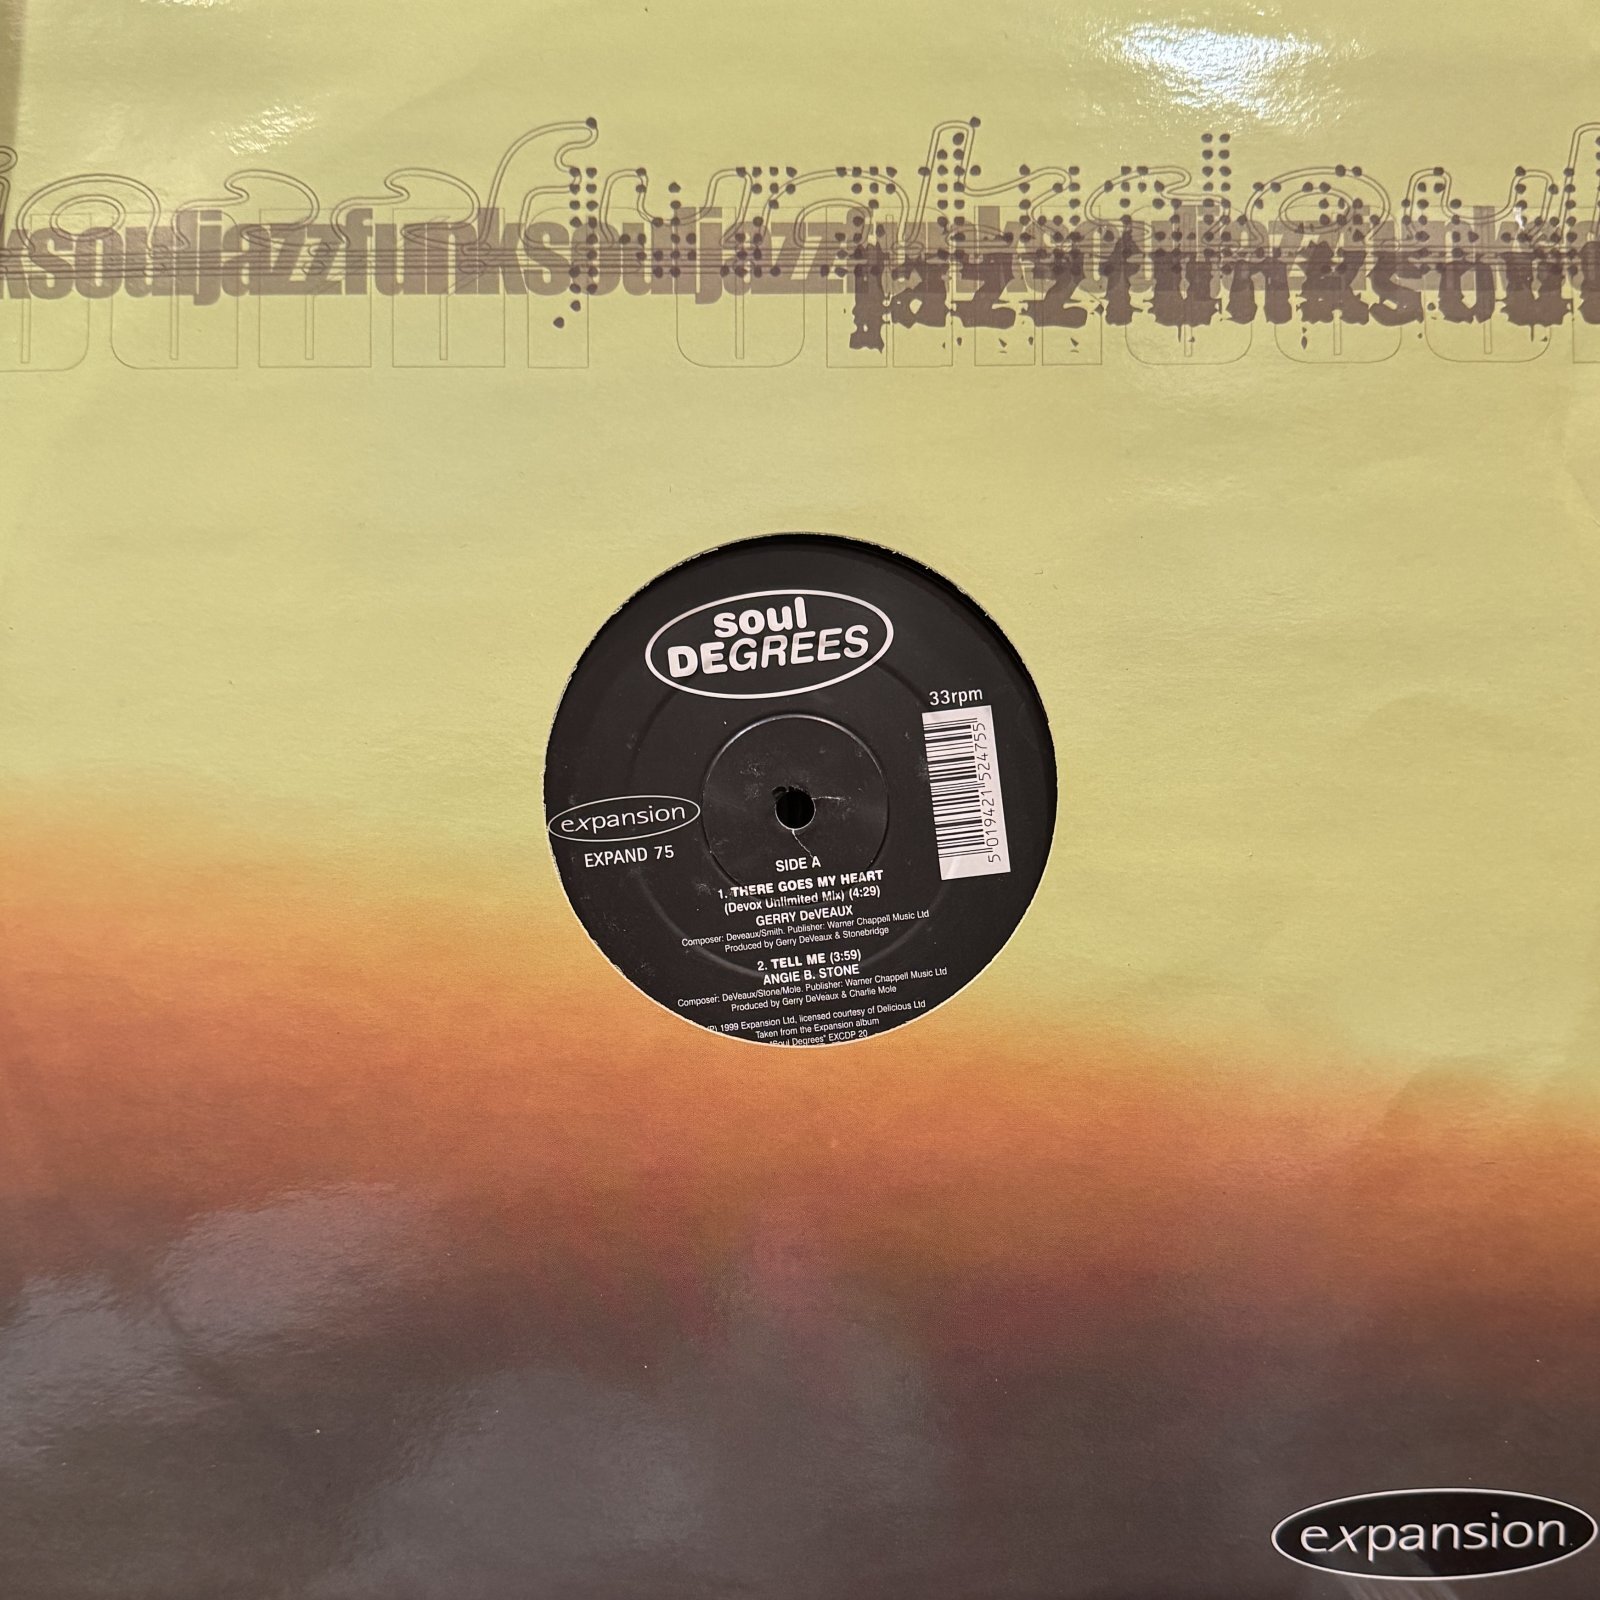 jazzfunksoul
ksouljazzfunksouljazzfunksouljazzfunks
jazzfunksoul
soul
DEGREES
33rpm
5 019421 524755
expansion
EXPAND 75
SIDE A
1. THERE GOES MY HEART
(Devox Unlimited Mix) (4:29)
GERRY DeVEAUX
Composer: Deveaux/Smith. Publisher: Warner Chappell Music Ltd
Produced by Gerry DeVeaux & Stonebridge
2. TELL ME (3:59)
ANGIE B. STONE
Composer: DeVeaux/Stone/Mole. Publisher: Warner Chappell Music Ltd
Produced by Gerry DeVeaux & Charlie Mole
(P) 1999 Expansion Ltd, licensed courtesy of Delicious Ltd
Taken from the Expansion album
"Soul Degrees" EXCDP 20
expansion